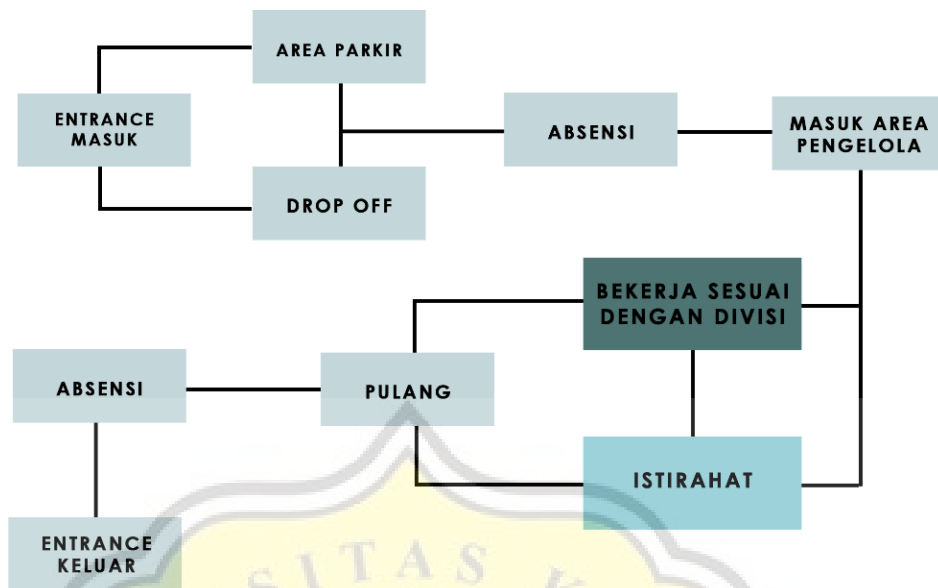 AREA PARKIR
ENTRANCE
MASUK
ABSENSI
MASUK AREA
PENGELOLA
DROP OFF
BEKERJA SESUAI
DENGAN DIVISI
ABSENSI
PULANG
ISTIRAHAT
ENTRANCE
KELUAR
SITAS K